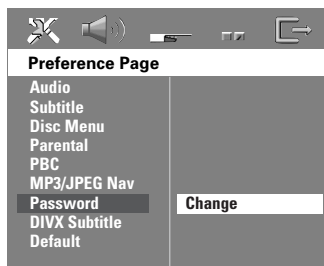 Preference Page
Audio
Subtitle
Disc Menu
Parental
PBC
MP3/JPEG Nav
Password
Change
DIVX Subtitle
Default